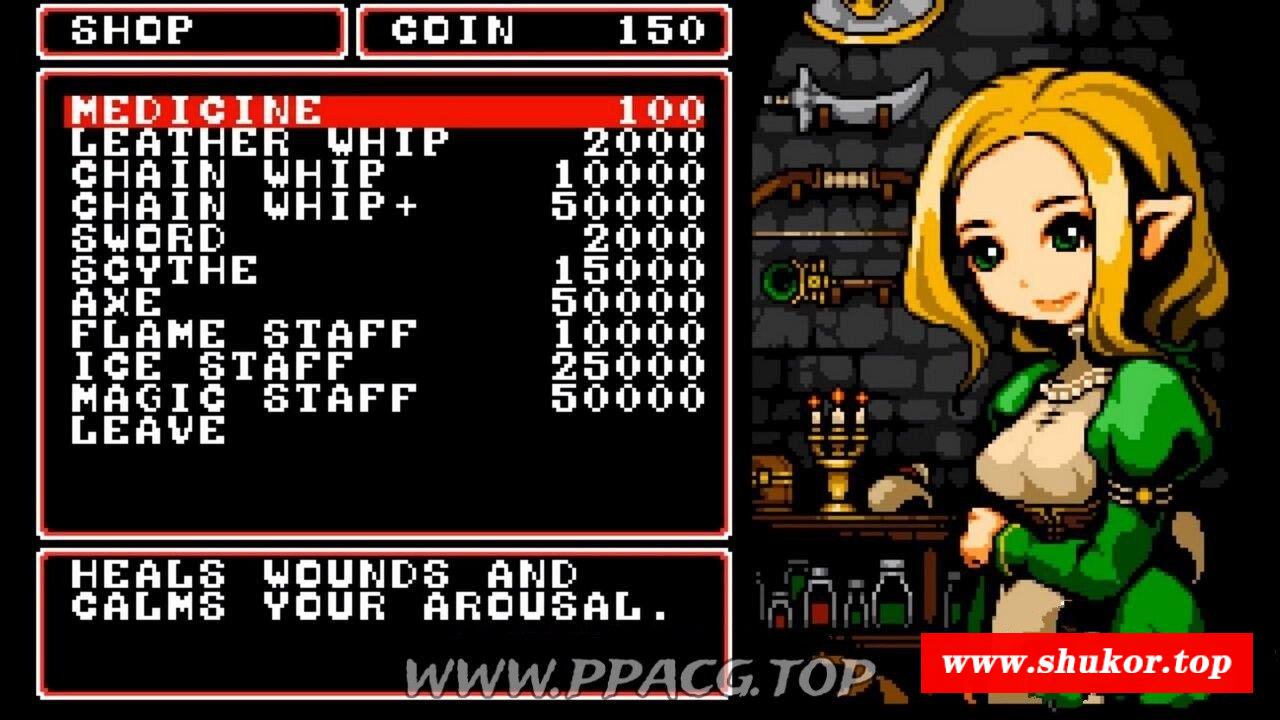 SHOP
COIN 150
MEDICINE 100
LEATHER WHIP 2000
CHAIN WHIP 10000
CHAIN WHIP+ 50000
SWORD 2000
SCYTHE 15000
AXE 50000
FLAME STAFF 10000
ICE STAFF 25000
MAGIC STAFF 50000
LEAVE
HEALS WOUNDS AND
CALMS YOUR AROUSAL.
WWW.PPACG.TOP
www.shukor.top